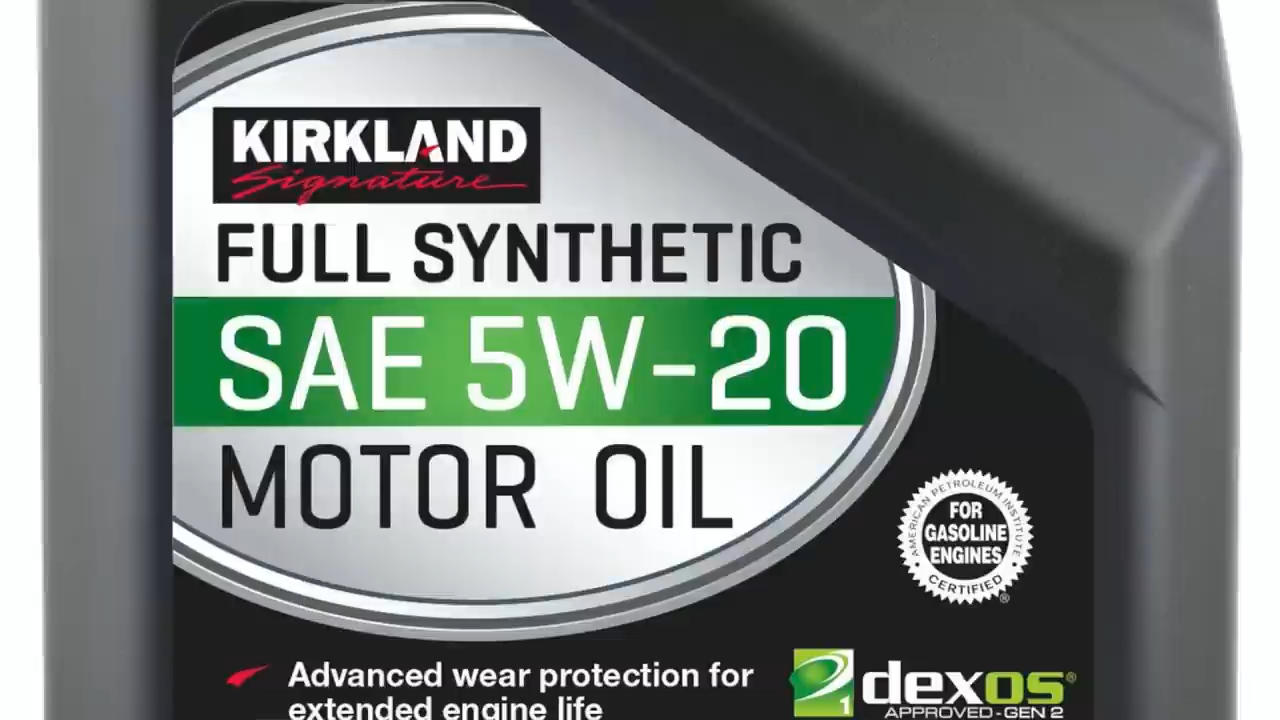 KIRKLAND
Signature
FULL SYNTHETIC
SAE 5W-20
MOTOR OIL
AMERICAN PETROLEUM INSTITUTE
FOR
GASOLINE
ENGINES
CERTIFIED
®
Advanced wear protection for
extended engine life
1
dexos®
APPROVED-GEN 2